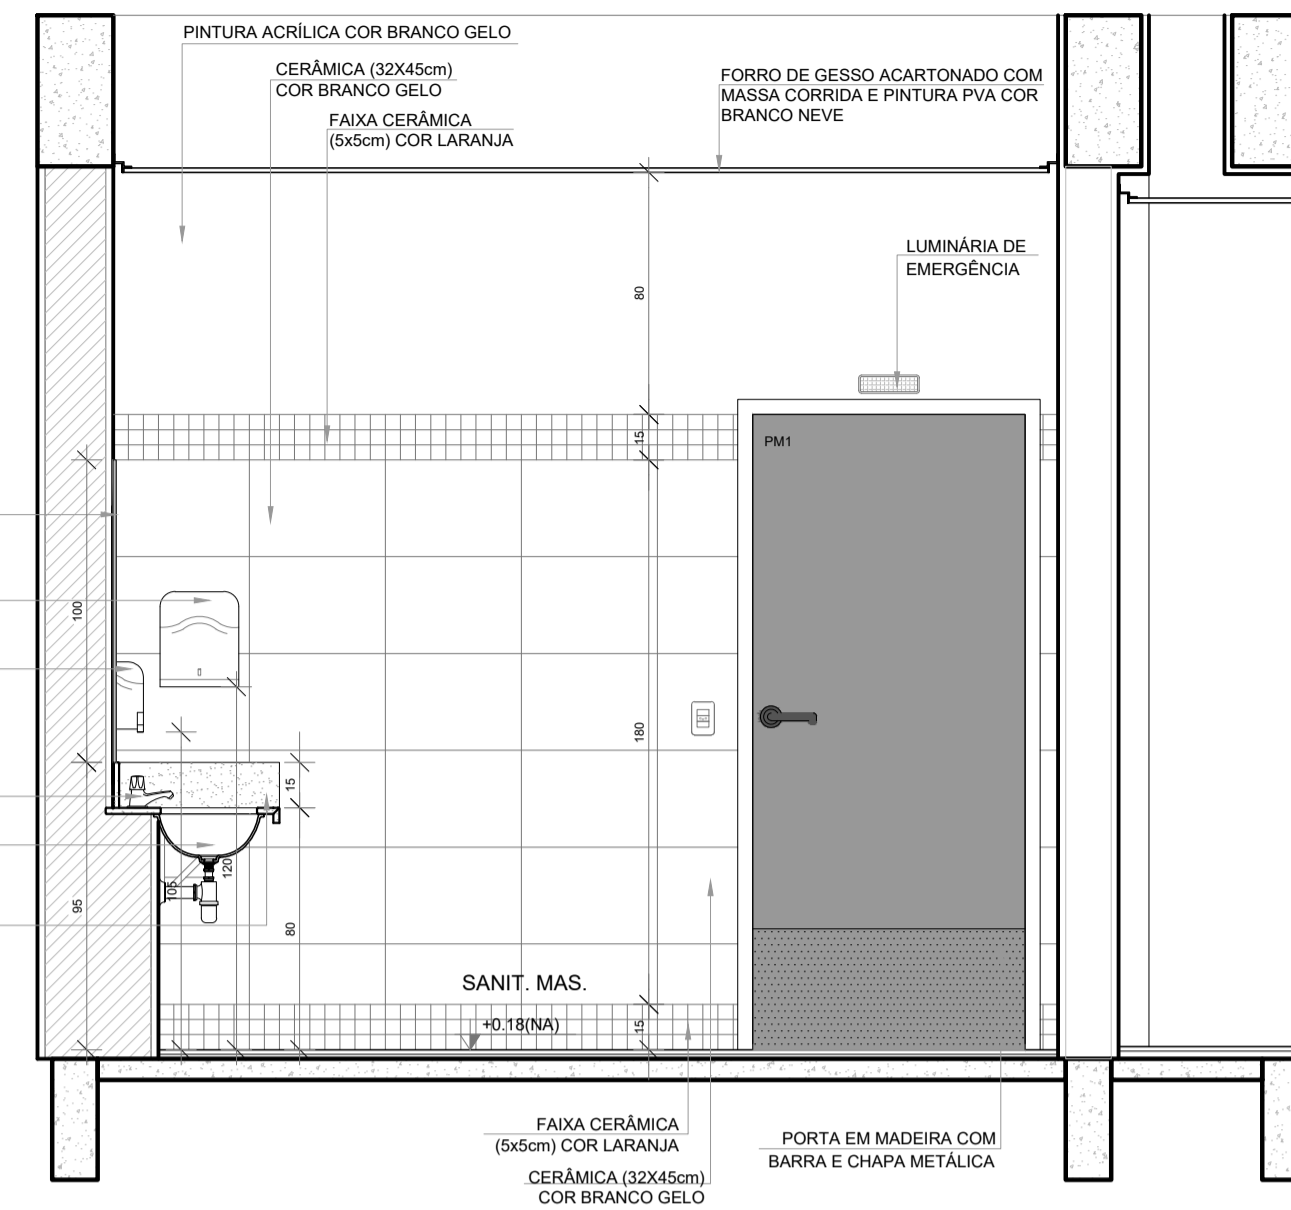 PINTURA ACRÍLICA COR BRANCO GELO
CERÂMICA (32X45cm)
COR BRANCO GELO
FAIXA CERÂMICA
(5x5cm) COR LARANJA
FORRO DE GESSO ACARTONADO COM
MASSA CORRIDA E PINTURA PVA COR
BRANCO NEVE
LUMINÁRIA DE
EMERGÊNCIA
80
15
PM1
100
180
15
120
105
95
80
SANIT. MAS.
+0.18(NA)
15
FAIXA CERÂMICA
(5x5cm) COR LARANJA
CERÂMICA (32X45cm)
COR BRANCO GELO
PORTA EM MADEIRA COM
BARRA E CHAPA METÁLICA